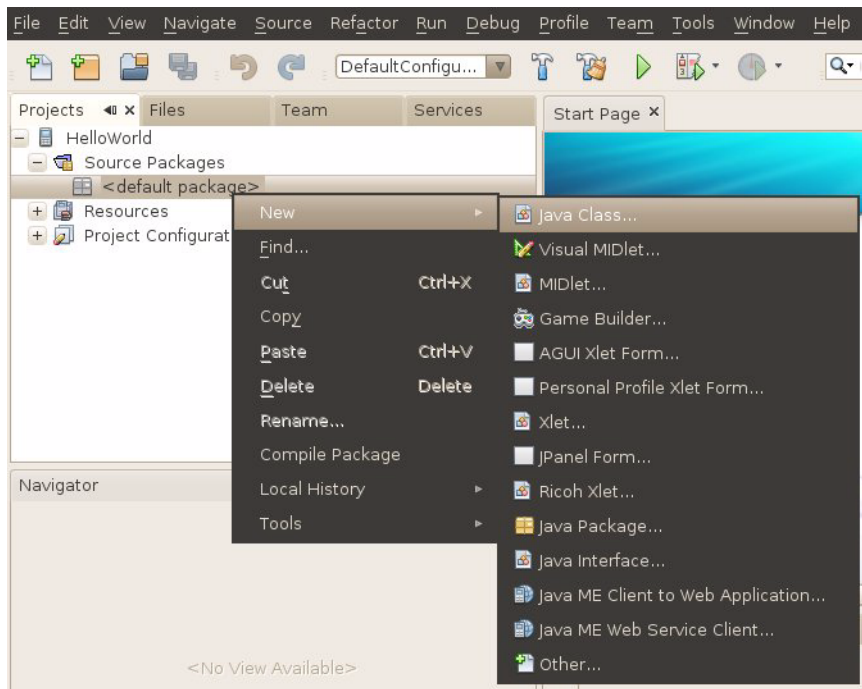 File Edit View Navigate Source Refactor Run Debug Profile Team Tools Window Help
DefaultConfigu...
Projects Files Team Services
Start Page
HelloWorld
Source Packages
<default package>
Resources
Project Configurat
New
Find...
Cut Ctrl+X
Copy
Paste Ctrl+V
Delete Delete
Rename...
Compile Package
Local History
Tools
Java Class...
Visual MIDlet...
MIDlet...
Game Builder...
AGUI Xlet Form...
Personal Profile Xlet Form...
Xlet...
JPanel Form...
Ricoh Xlet...
Java Package...
Java Interface...
Java ME Client to Web Application...
Java ME Web Service Client...
Other...
Navigator
<No View Available>